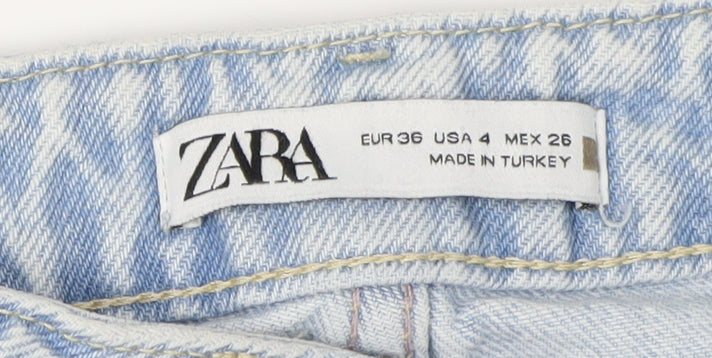 ZARA
EUR 36 USA 4 MEX 26
MADE IN TURKEY